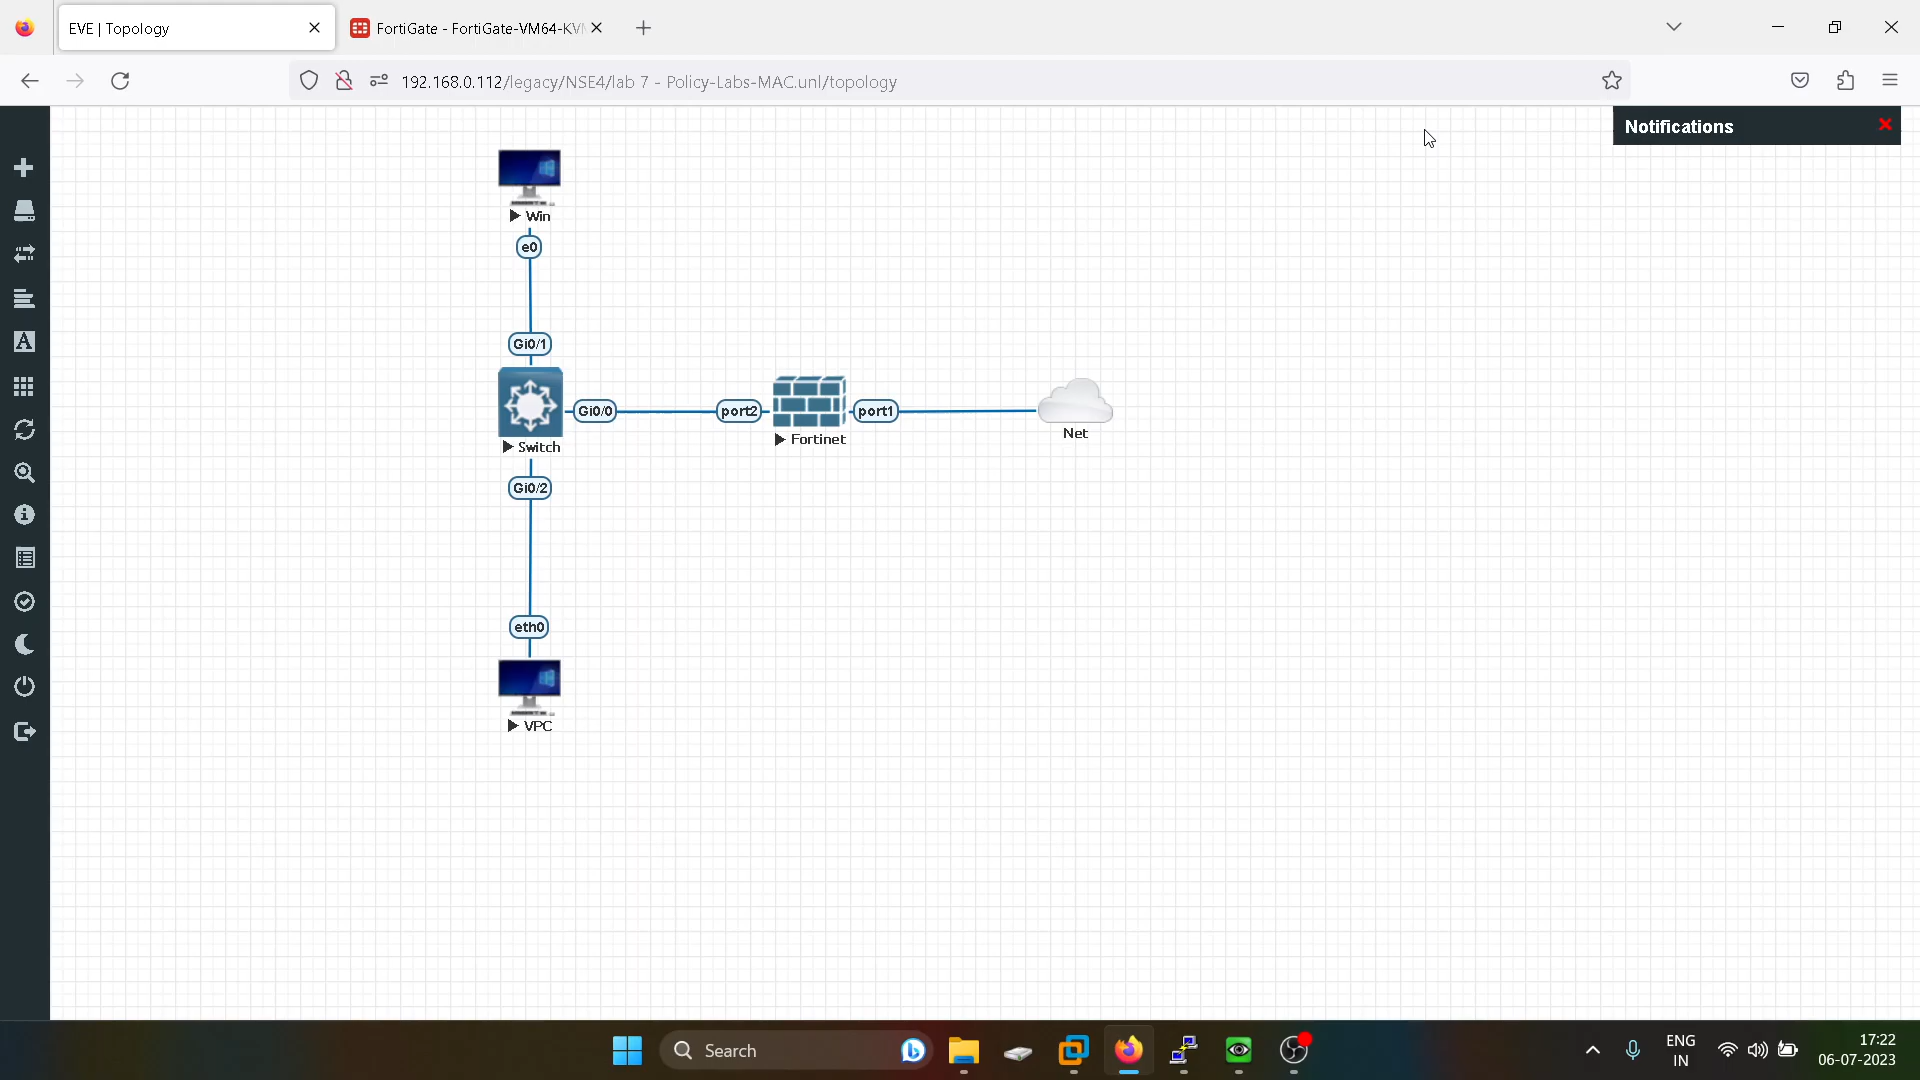 EVE | Topology
FortiGate - FortiGate-VM64-KVM
192.168.0.112/legacy/NSE4/lab 7 - Policy-Labs-MAC.unl/topology
Notifications
Win
e0
Gi0/1
Gi0/0
port2
port1
Switch
Fortinet
Net
Gi0/2
eth0
VPC
Search
ENG
IN
17:22
06-07-2023